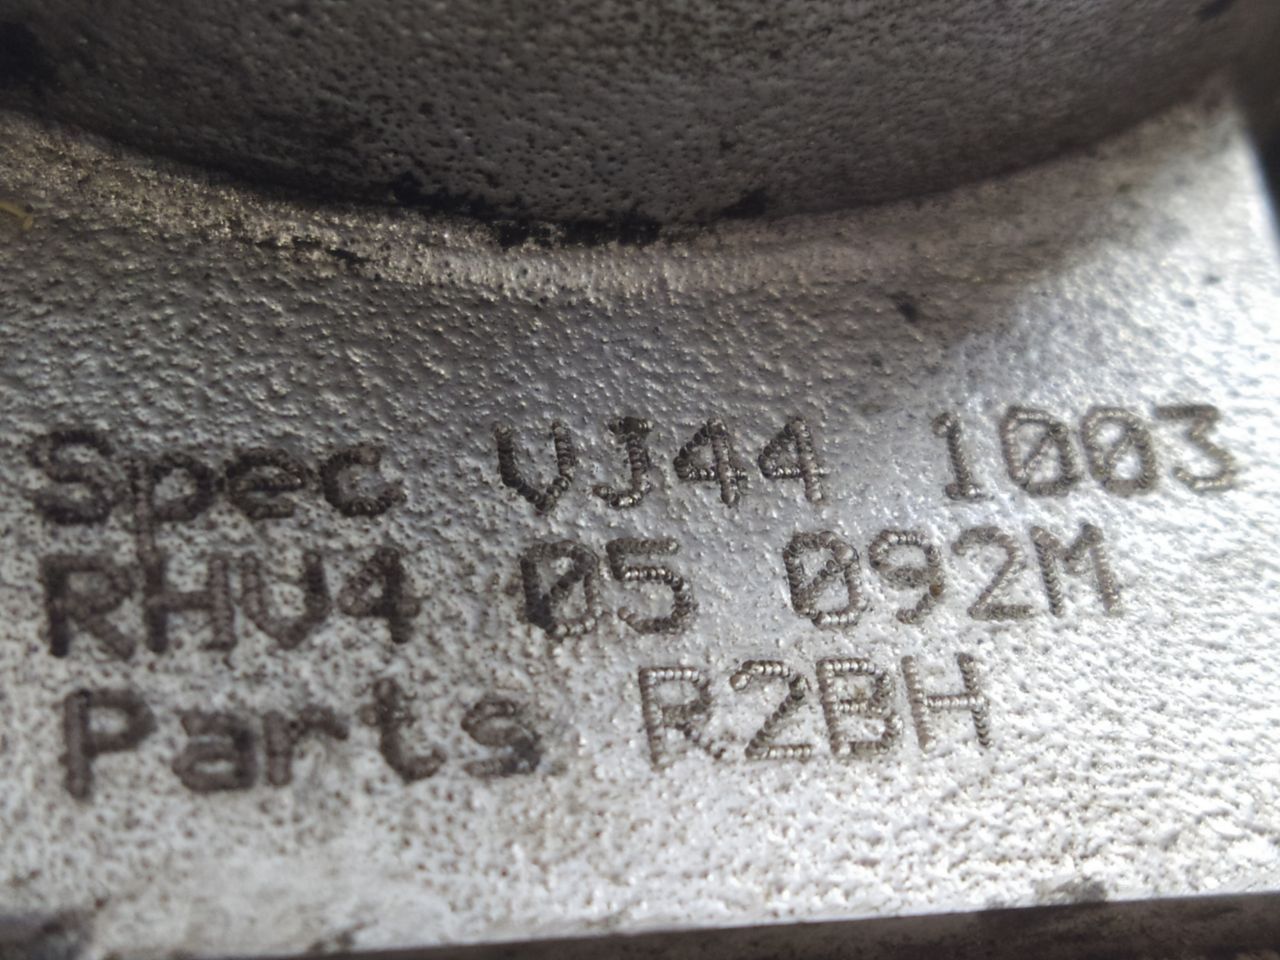 Spec VJ44 1003
RHV4 05 092M
Parts R2BH